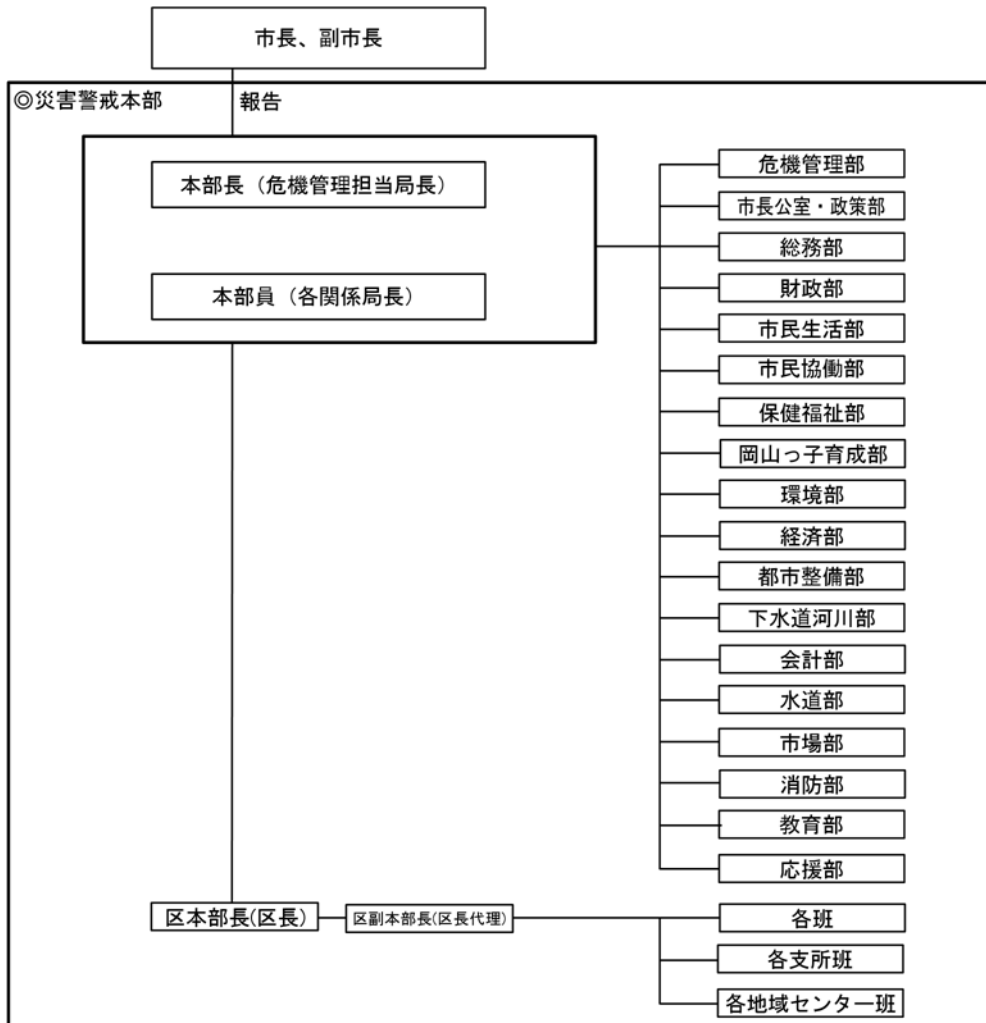 市長、副市長
◎災害警戒本部
報告
本部長（危機管理担当局長）
本部員（各関係局長）
危機管理部
市長公室・政策部
総務部
財政部
市民生活部
市民協働部
保健福祉部
岡山っ子育成部
環境部
経済部
都市整備部
下水道河川部
会計部
水道部
市場部
消防部
教育部
応援部
区本部長(区長)
区副本部長(区長代理)
各班
各支所班
各地域センター班